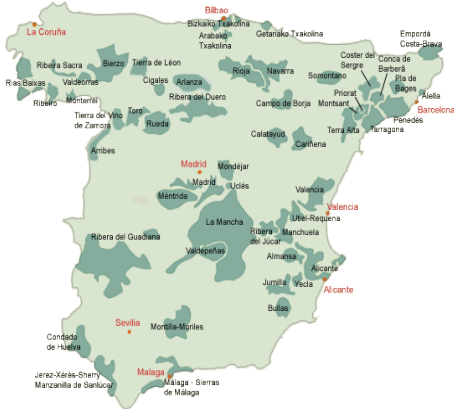 Bilbao
Bizkaiko Txakolina
La Coruña
Arabako
Txakolina
Getariako Txakolina
Empordá
Costa-Brava
Ribeira Sacra
Bierzo
Tierra de León
Coster del
Sergre
Conca de
Barberà
Rias Baixas
Valdeorras
Cigales
Arlanza
Rioja
Navarra
Somontano
Pla de
Bages
Ribeiro
Monterrei
Ribera del Duero
Campo de Borja
Priorat
Montsant
Alella
Barcelona
Tierra del Vino
de Zamora
Toro
Rueda
Penedés
Tarragona
Terra Alta
Calatayud
Cariñena
Arribes
Madrid
Mondéjar
Madrid
Uclés
Méntrida
Valencia
Valencia
La Mancha
Utiel-Requena
Ribera del Guadiana
Ribera
del Júcar
Manchuela
Valdepeñas
Almansa
Alicante
Jumilla
Yecla
Alicante
Bullas
Sevilia
Montilla-Moriles
Condado
de Huelva
Jerez-Xérès-Sherry
Manzanilla de Sanlúcar
Malaga
Málaga - Sierras
de Málaga